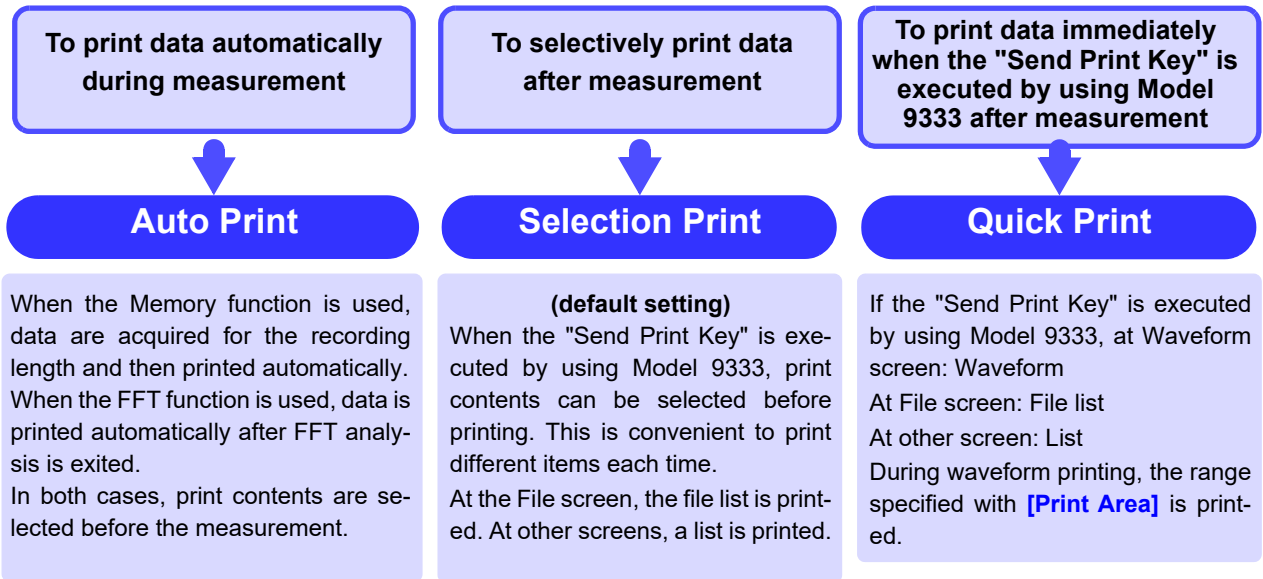 To print data automatically
during measurement
Auto Print
When the Memory function is used,
data are acquired for the recording
length and then printed automatically.
When the FFT function is used, data is
printed automatically after FFT analy-
sis is exited.
In both cases, print contents are se-
lected before the measurement.
To selectively print data
after measurement
Selection Print
(default setting)
When the "Send Print Key" is exe-
cuted by using Model 9333, print
contents can be selected before
printing. This is convenient to print
different items each time.
At the File screen, the file list is print-
ed. At other screens, a list is printed.
To print data immediately
when the "Send Print Key" is
executed by using Model
9333 after measurement
Quick Print
If the "Send Print Key" is executed
by using Model 9333, at Waveform
screen: Waveform
At File screen: File list
At other screen: List
During waveform printing, the range
specified with [Print Area] is print-
ed.